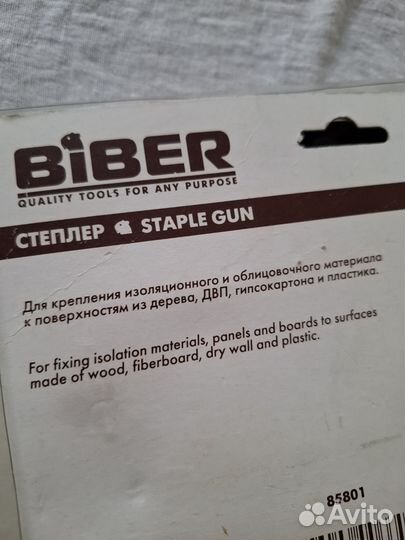 BiBER
QUALITY TOOLS FOR ANY PURPOSE
СТЕПЛЕР STAPLE GUN
Для крепления изоляционного и облицовочного материала
к поверхностям из дерева, ДВП, гипсокартона и пластика.
For fixing isolation materials, panels and boards to surfaces
made of wood, fiberboard, dry wall and plastic.
85801
Avito